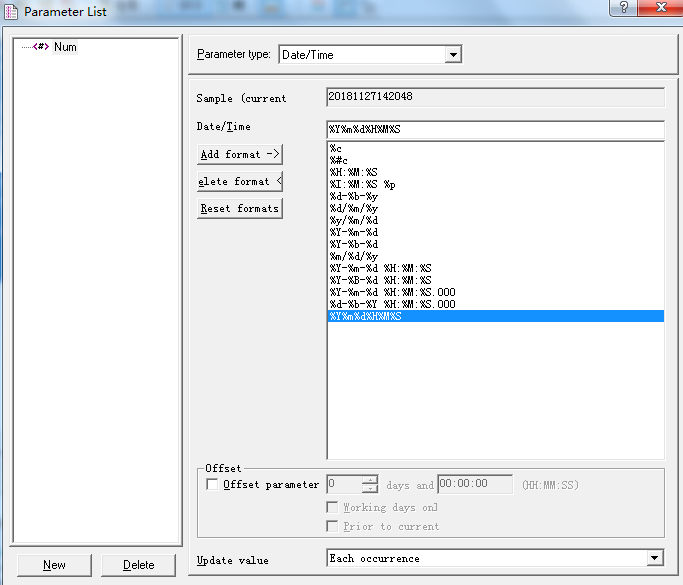 Parameter List
<#> Num
Parameter type: Date/Time
Sample (current 20181127142048
Date/Time %Y%m%d%H%M%S
Add format ->
elete format <
Reset formats
%c
%#c
%H:%M:%S
%I:%M:%S %p
%d-%b-%y
%d/%m/%y
%y/%m/%d
%Y-%m-%d
%Y-%b-%d
%m/%d/%y
%Y-%m-%d %H:%M:%S
%Y-%B-%d %H:%M:%S
%Y-%m-%d %H:%M:%S.000
%d-%b-%Y %H:%M:%S.000
%Y%m%d%H%M%S
Offset
Offset parameter 0 days and 00:00:00 (HH:MM:SS)
Working days onl
Prior to current
Update value Each occurrence
New Delete